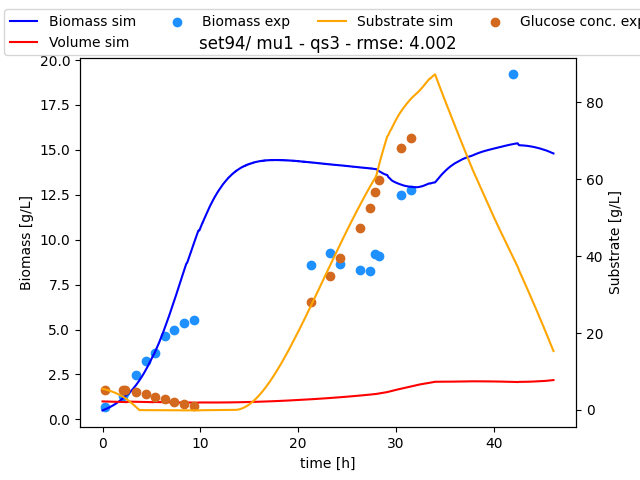 Biomass sim Biomass exp Substrate sim Glucose conc. exp
Volume sim
set94/ mu1 - qs3 - rmse: 4.002
20.0
17.5
15.0
12.5
10.0
7.5
5.0
2.5
0.0
Biomass [g/L]
80
60
40
20
0
Substrate [g/L]
0 10 20 30 40
time [h]